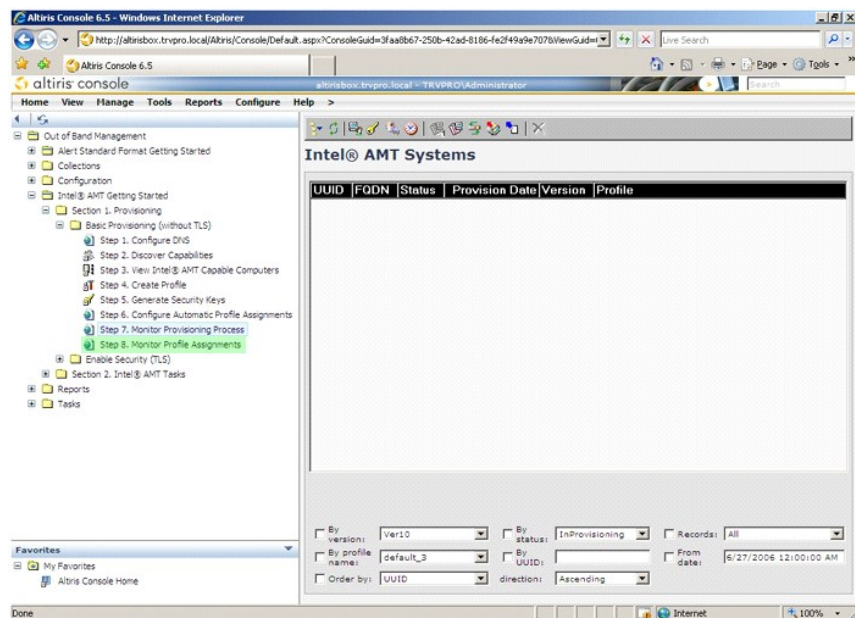 Altiris Console 6.5 - Windows Internet Explorer
http://altirisbox.trvpro.local/Altiris/Console/Default.aspx?ConsoleGuid=3faa8b67-250b-42ad-8186-fe2f49a9e707&ViewGuid=
Live Search
Altiris Console 6.5
Page
Tools
altiris console
altirisbox.trvpro.local - TRVPRO\Administrator
Search
Home View Manage Tools Reports Configure Help >
Out of Band Management
Alert Standard Format Getting Started
Collections
Configuration
Intel® AMT Getting Started
Section 1. Provisioning
Basic Provisioning (without TLS)
Step 1. Configure DNS
Step 2. Discover Capabilities
Step 3. View Intel® AMT Capable Computers
Step 4. Create Profile
Step 5. Generate Security Keys
Step 6. Configure Automatic Profile Assignments
Step 7. Monitor Provisioning Process
Step 8. Monitor Profile Assignments
Enable Security (TLS)
Section 2. Intel® AMT Tasks
Reports
Tasks
Intel® AMT Systems
UUID FQDN Status Provision Date Version Profile
By version: Ver10 By status: InProvisioning Records: All
By profile name: default_3 By UUID: From date: 6/27/2006 12:00:00 AM
Order by: UUID direction: Ascending
Favorites
My Favorites
Altiris Console Home
Done
Internet
100%